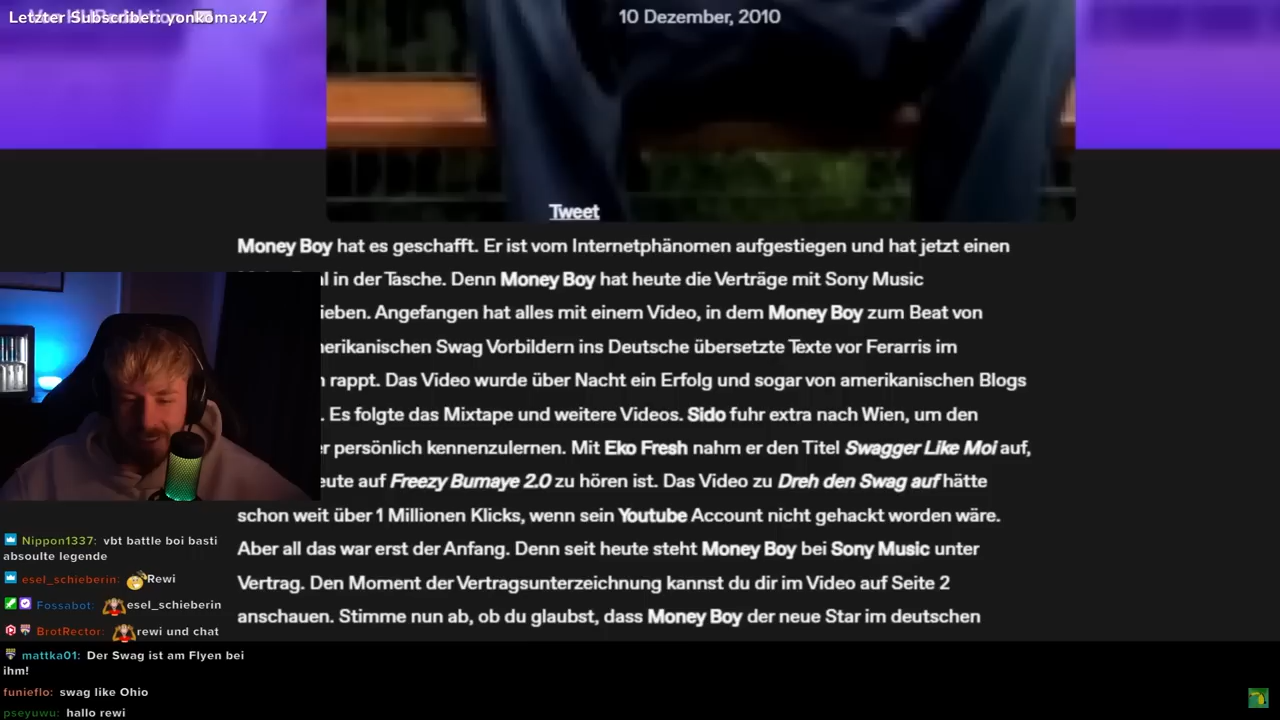 Letzter Subscriber: yonkomax47
10 Dezember, 2010
Tweet
Money Boy hat es geschafft. Er ist vom Internetphänomen aufgestiegen und hat jetzt einen
in der Tasche. Denn Money Boy hat heute die Verträge mit Sony Music
ieben. Angefangen hat alles mit einem Video, in dem Money Boy zum Beat von
erikanischen Swag Vorbildern ins Deutsche übersetzte Texte vor Ferarris im
rappt. Das Video wurde über Nacht ein Erfolg und sogar von amerikanischen Blogs
. Es folgte das Mixtape und weitere Videos. Sido fuhr extra nach Wien, um den
r persönlich kennenzulernen. Mit Eko Fresh nahm er den Titel Swagger Like Moi auf,
eute auf Freezy Bumaye 2.0 zu hören ist. Das Video zu Dreh den Swag auf hätte
schon weit über 1 Millionen Klicks, wenn sein Youtube Account nicht gehackt worden wäre.
Aber all das war erst der Anfang. Denn seit heute steht Money Boy bei Sony Music unter
Vertrag. Den Moment der Vertragsunterzeichnung kannst du dir im Video auf Seite 2
anschauen. Stimme nun ab, ob du glaubst, dass Money Boy der neue Star im deutschen
Nippon1337: vbt battle boi basti
absoulte legende
esel_schieberin: Rewi
Fossabot: esel_schieberin
BrotRector: rewi und chat
mattka01: Der Swag ist am Flyen bei
ihm!
funieflo: swag like Ohio
pseyuwu: hallo rewi